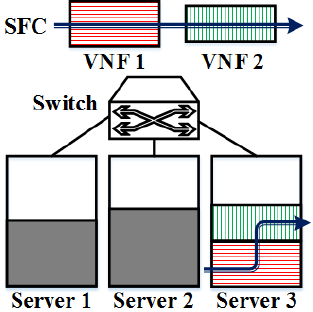 SFC
VNF 1 VNF 2
Switch
Server 1 Server 2 Server 3